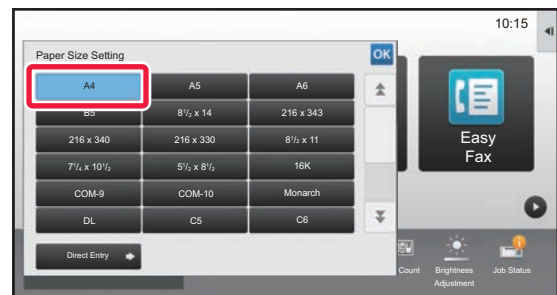 10:15
Paper Size Setting
OK
A4 A5 A6
B5 8½ x 14 216 x 343
216 x 340 216 x 330 8½ x 11
7¼ x 10½ 5½ x 8½ 16K
COM-9 COM-10 Monarch
DL C5 C6
Direct Entry
Easy
Fax
Count
Brightness
Adjustment
Job Status